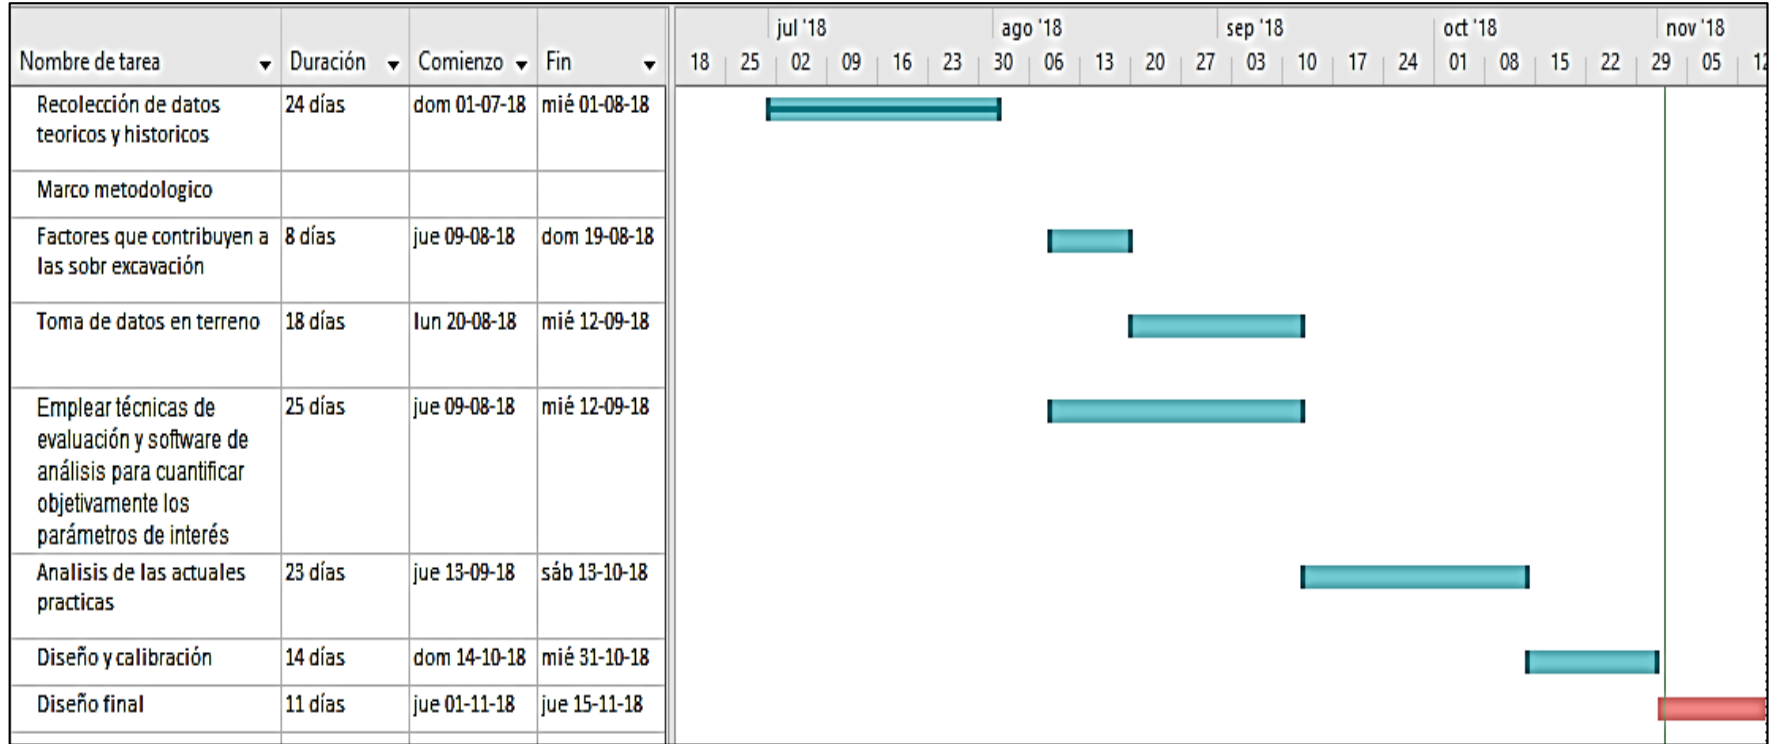 jul '18 ago '18 sep '18 oct '18 nov '18
Nombre de tarea Duración Comienzo Fin 18 25 02 09 16 23 30 06 13 20 27 03 10 17 24 01 08 15 22 29 05 12
Recolección de datos 24 días dom 01-07-18 mié 01-08-18
teoricos y historicos
Marco metodologico
Factores que contribuyen a 8 días jue 09-08-18 dom 19-08-18
las sobr excavación
Toma de datos en terreno 18 días lun 20-08-18 mié 12-09-18
Emplear técnicas de 25 días jue 09-08-18 mié 12-09-18
evaluación y software de
análisis para cuantificar
objetivamente los
parámetros de interés
Analisis de las actuales 23 días jue 13-09-18 sáb 13-10-18
practicas
Diseño y calibración 14 días dom 14-10-18 mié 31-10-18
Diseño final 11 días jue 01-11-18 jue 15-11-18